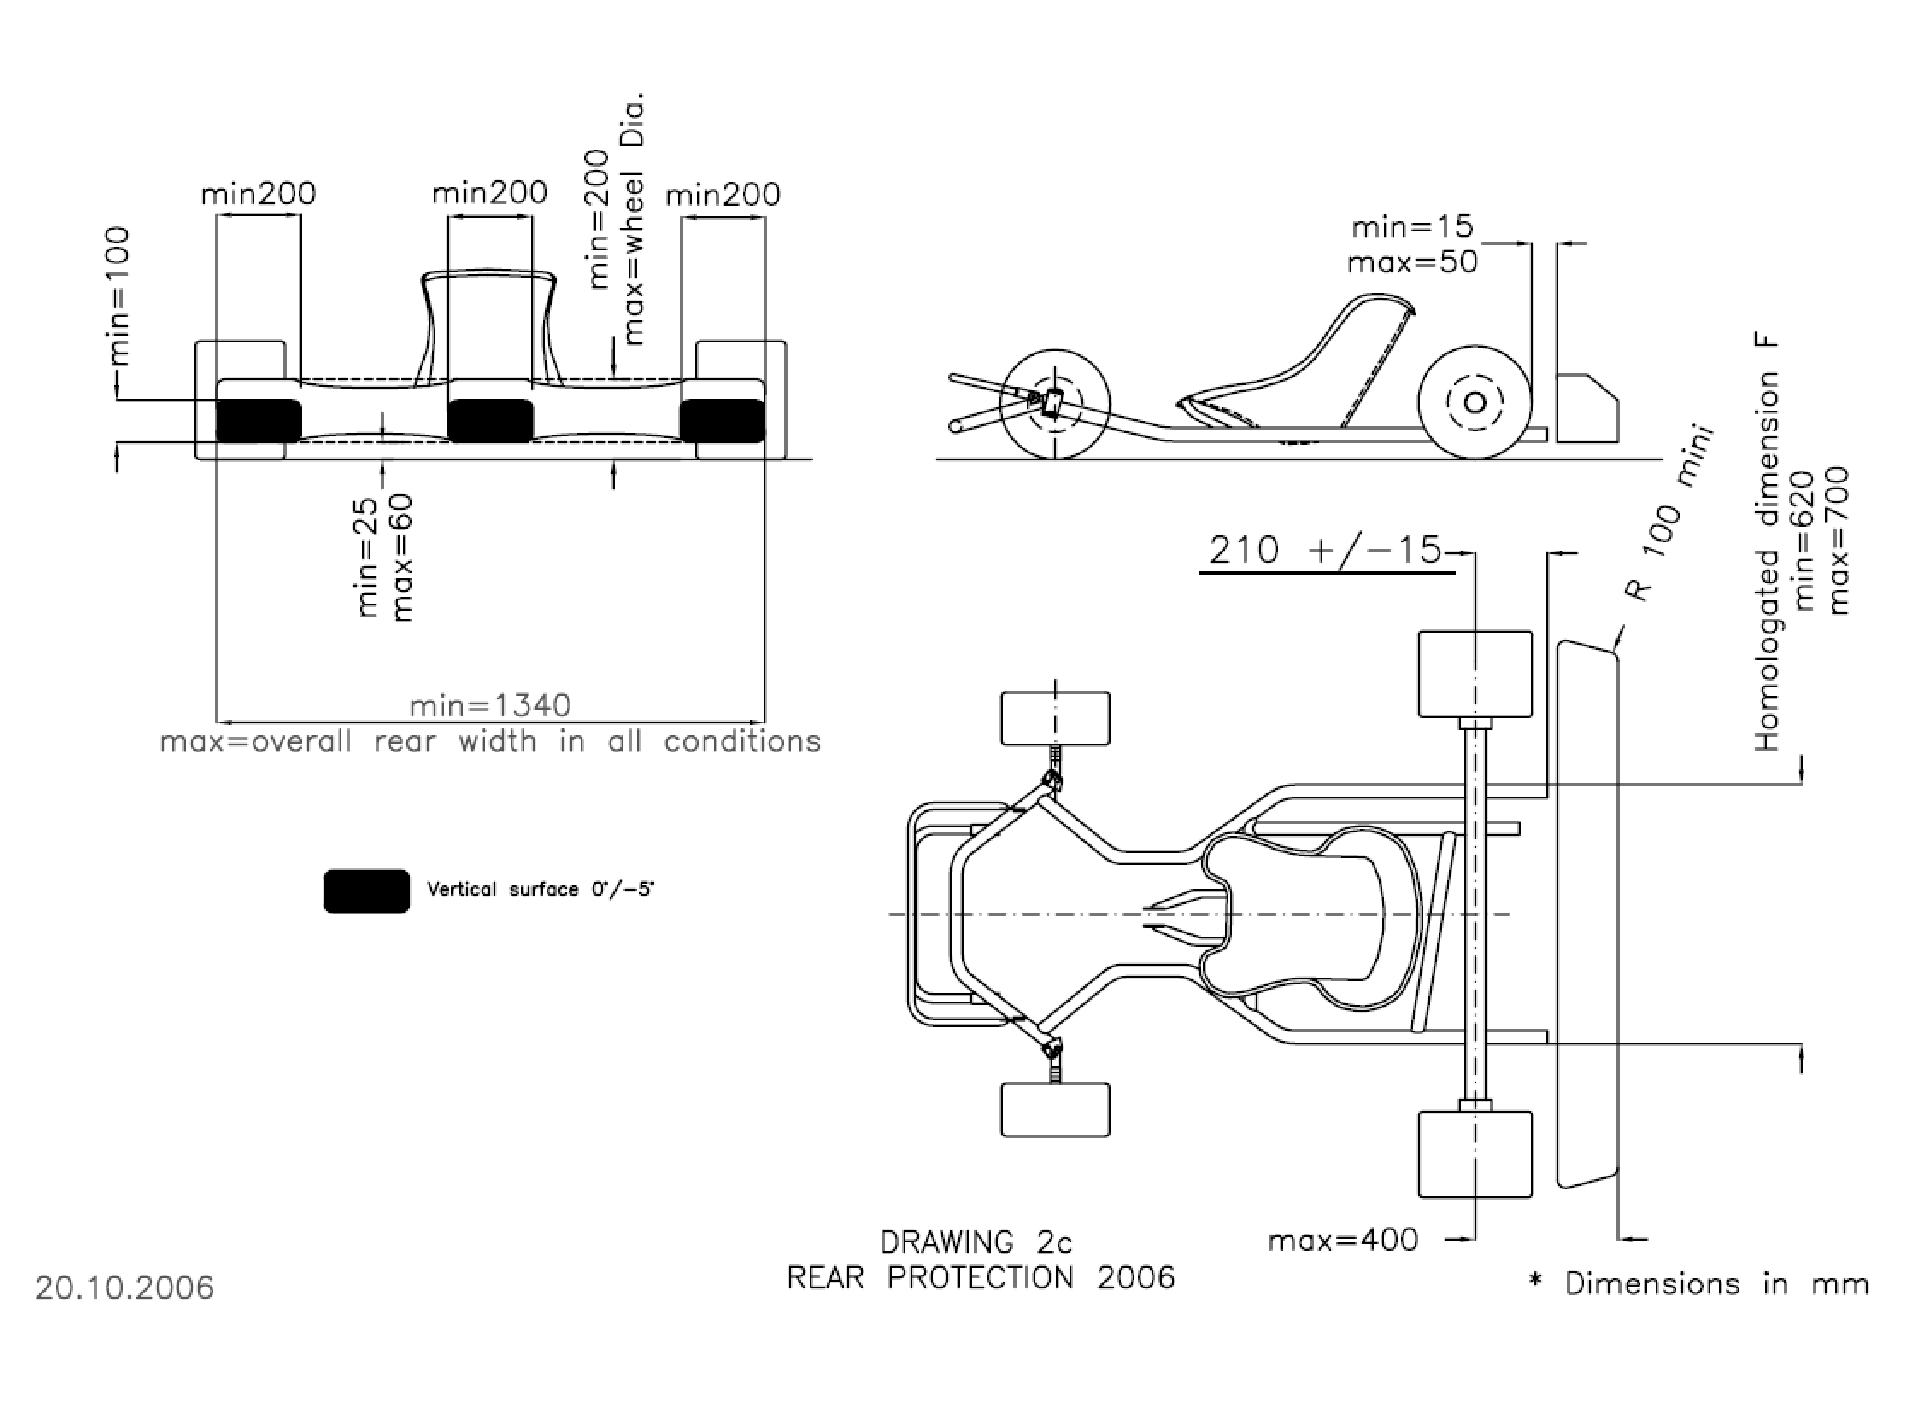 min200
min200
min200
min=100
min=200
max=wheel Dia.
min=25
max=60
min=1340
max=overall rear width in all conditions
Vertical surface 0°/-5°
min=15
max=50
210 +/-15
R 100 mini
Homologated dimension F
min=620
max=700
max=400
DRAWING 2c
REAR PROTECTION 2006
20.10.2006
* Dimensions in mm